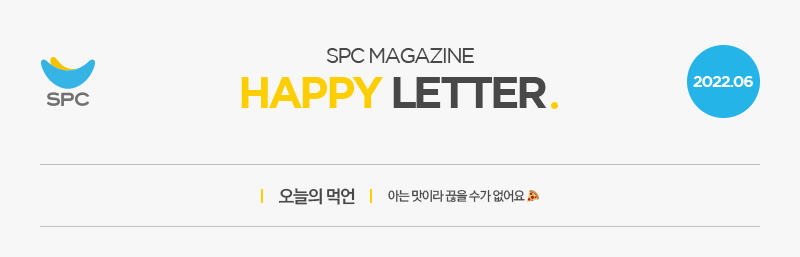 SPC MAGAZINE
SPC
HAPPY LETTER.
2022.06
오늘의 먹언
아는 맛이라 끊을 수가 없어요 🍕